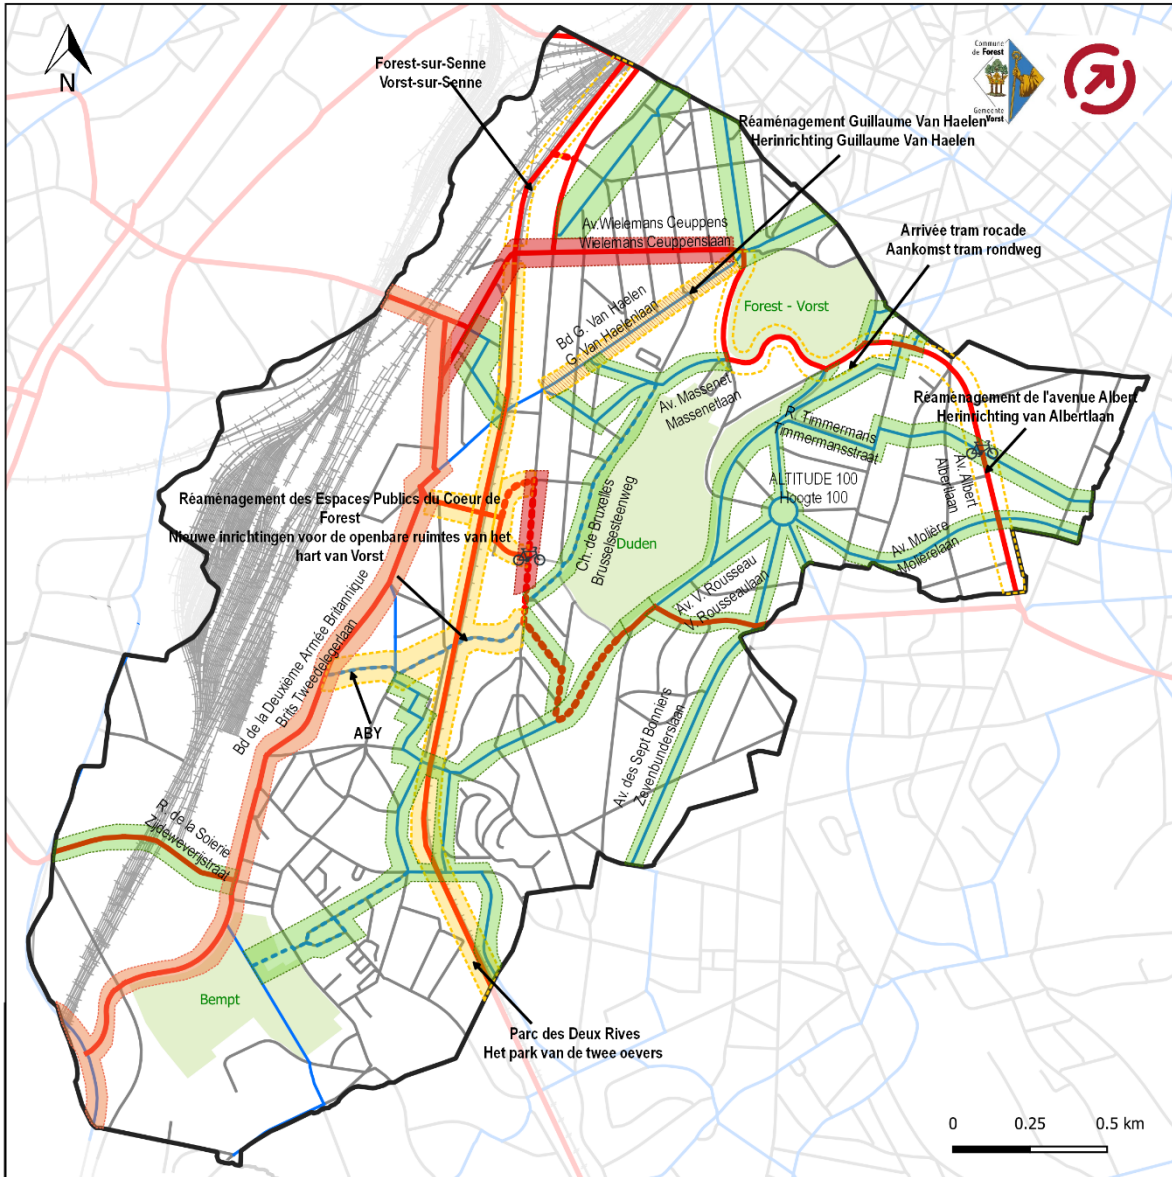 N
Forest-sur-Senne
Vorst-sur-Senne
Commune
de Forest
Gemeente
Vorst
Réaménagement Guillaume Van Haelen
Herinrichting Guillaume Van Haelen
Av.Wielemans Ceuppens
Wielemans Ceuppenslaan
Arrivée tram rocade
Aankomst tram rondweg
Bd G. Van Haelen
G. Van Haelenlaan
Forest - Vorst
Av. Massenet
Massenetlaan
Réaménagement de l'avenue Albert
Herinrichting van Albertlaan
R. Timmermans
Timmermansstraat
Av. Albert
Albertlaan
ALTITUDE 100
Hoogte 100
Réaménagement des Espaces Publics du Coeur de
Forest
Nieuwe inrichtingen voor de openbare ruimtes van het
hart van Vorst
Ch. de Bruxelles
Brusselsesteenweg
Duden
Av. Molière
Molièrelaan
Av. V. Rousseau
V. Rousseaulaan
Bd de la Deuxième Armée Britannique
Brits Tweedelegerlaan
ABY
Av. des Sept Bonniers
Zevenbunderslaan
R. de la Soierie
Zijdeweverijstraat
Bempt
Parc des Deux Rives
Het park van de twee oevers
0 0.25 0.5 km